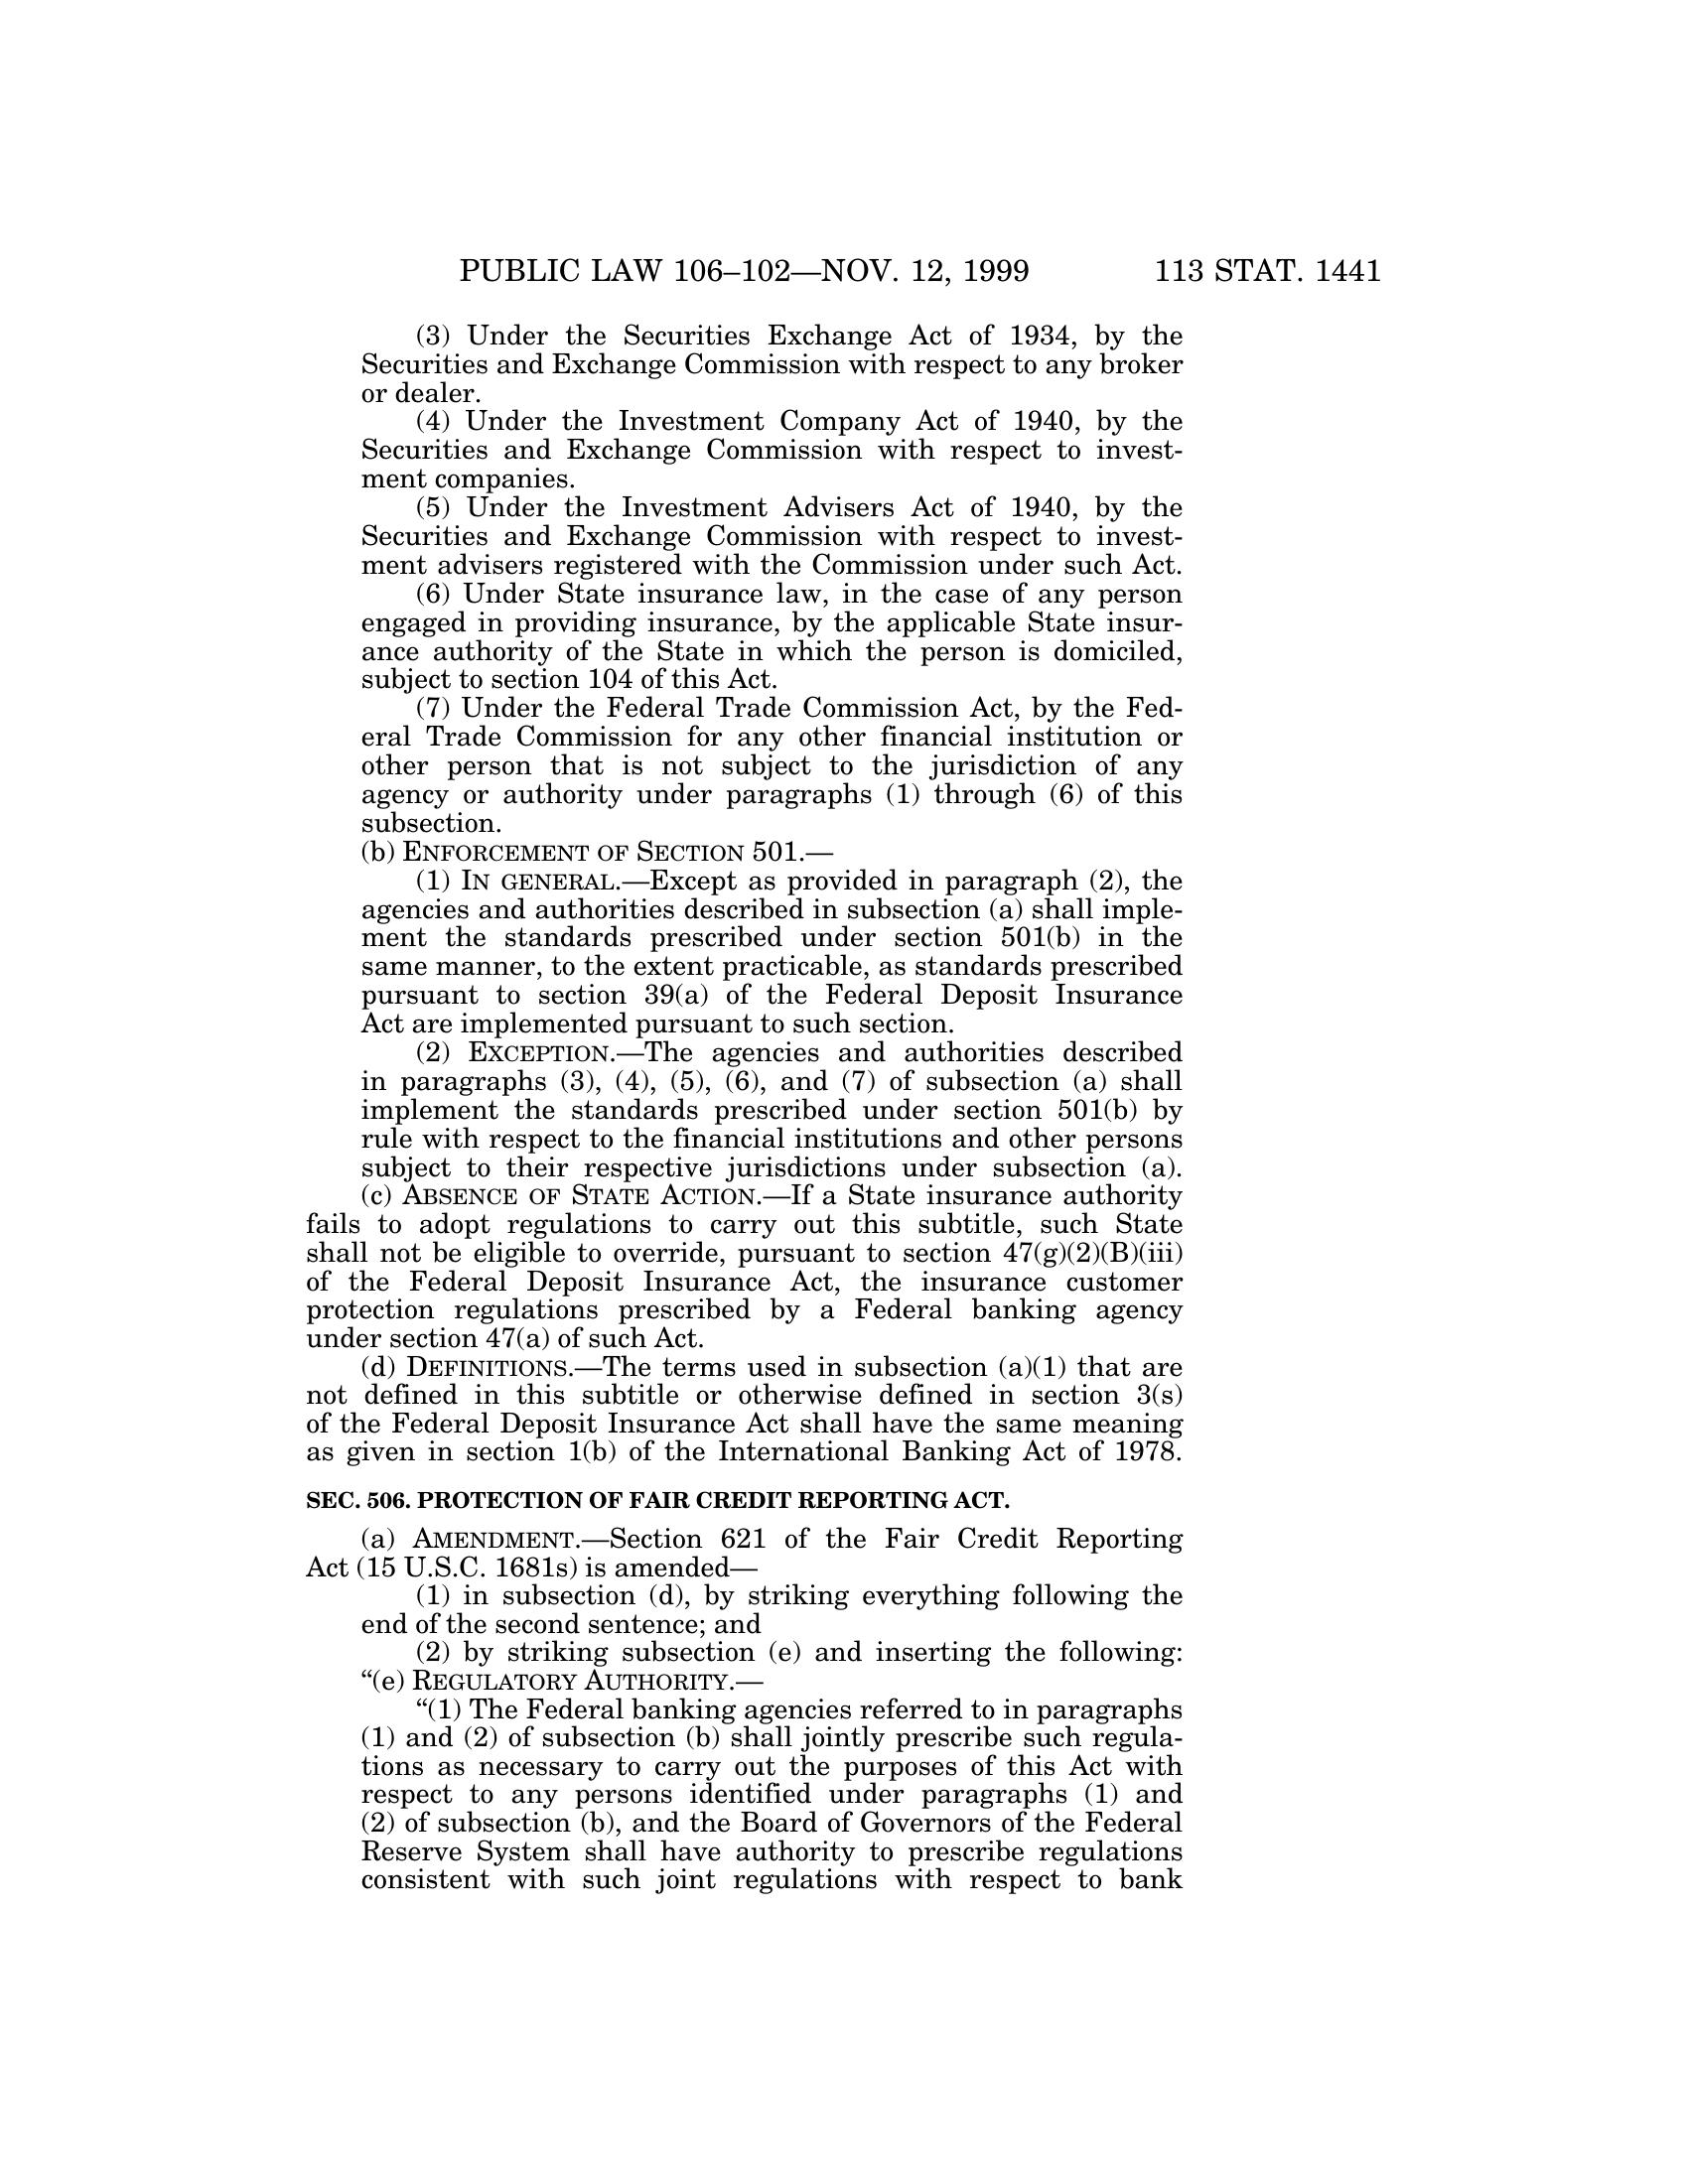 PUBLIC LAW 106–102—NOV. 12, 1999 113 STAT. 1441
(3) Under the Securities Exchange Act of 1934, by the
Securities and Exchange Commission with respect to any broker
or dealer.
(4) Under the Investment Company Act of 1940, by the
Securities and Exchange Commission with respect to invest-
ment companies.
(5) Under the Investment Advisers Act of 1940, by the
Securities and Exchange Commission with respect to invest-
ment advisers registered with the Commission under such Act.
(6) Under State insurance law, in the case of any person
engaged in providing insurance, by the applicable State insur-
ance authority of the State in which the person is domiciled,
subject to section 104 of this Act.
(7) Under the Federal Trade Commission Act, by the Fed-
eral Trade Commission for any other financial institution or
other person that is not subject to the jurisdiction of any
agency or authority under paragraphs (1) through (6) of this
subsection.
(b) ENFORCEMENT OF SECTION 501.—
(1) IN GENERAL.—Except as provided in paragraph (2), the
agencies and authorities described in subsection (a) shall imple-
ment the standards prescribed under section 501(b) in the
same manner, to the extent practicable, as standards prescribed
pursuant to section 39(a) of the Federal Deposit Insurance
Act are implemented pursuant to such section.
(2) EXCEPTION.—The agencies and authorities described
in paragraphs (3), (4), (5), (6), and (7) of subsection (a) shall
implement the standards prescribed under section 501(b) by
rule with respect to the financial institutions and other persons
subject to their respective jurisdictions under subsection (a).
(c) ABSENCE OF STATE ACTION.—If a State insurance authority
fails to adopt regulations to carry out this subtitle, such State
shall not be eligible to override, pursuant to section 47(g)(2)(B)(iii)
of the Federal Deposit Insurance Act, the insurance customer
protection regulations prescribed by a Federal banking agency
under section 47(a) of such Act.
(d) DEFINITIONS.—The terms used in subsection (a)(1) that are
not defined in this subtitle or otherwise defined in section 3(s)
of the Federal Deposit Insurance Act shall have the same meaning
as given in section 1(b) of the International Banking Act of 1978.
SEC. 506. PROTECTION OF FAIR CREDIT REPORTING ACT.
(a) AMENDMENT.—Section 621 of the Fair Credit Reporting
Act (15 U.S.C. 1681s) is amended—
(1) in subsection (d), by striking everything following the
end of the second sentence; and
(2) by striking subsection (e) and inserting the following:
“(e) REGULATORY AUTHORITY.—
“(1) The Federal banking agencies referred to in paragraphs
(1) and (2) of subsection (b) shall jointly prescribe such regula-
tions as necessary to carry out the purposes of this Act with
respect to any persons identified under paragraphs (1) and
(2) of subsection (b), and the Board of Governors of the Federal
Reserve System shall have authority to prescribe regulations
consistent with such joint regulations with respect to bank